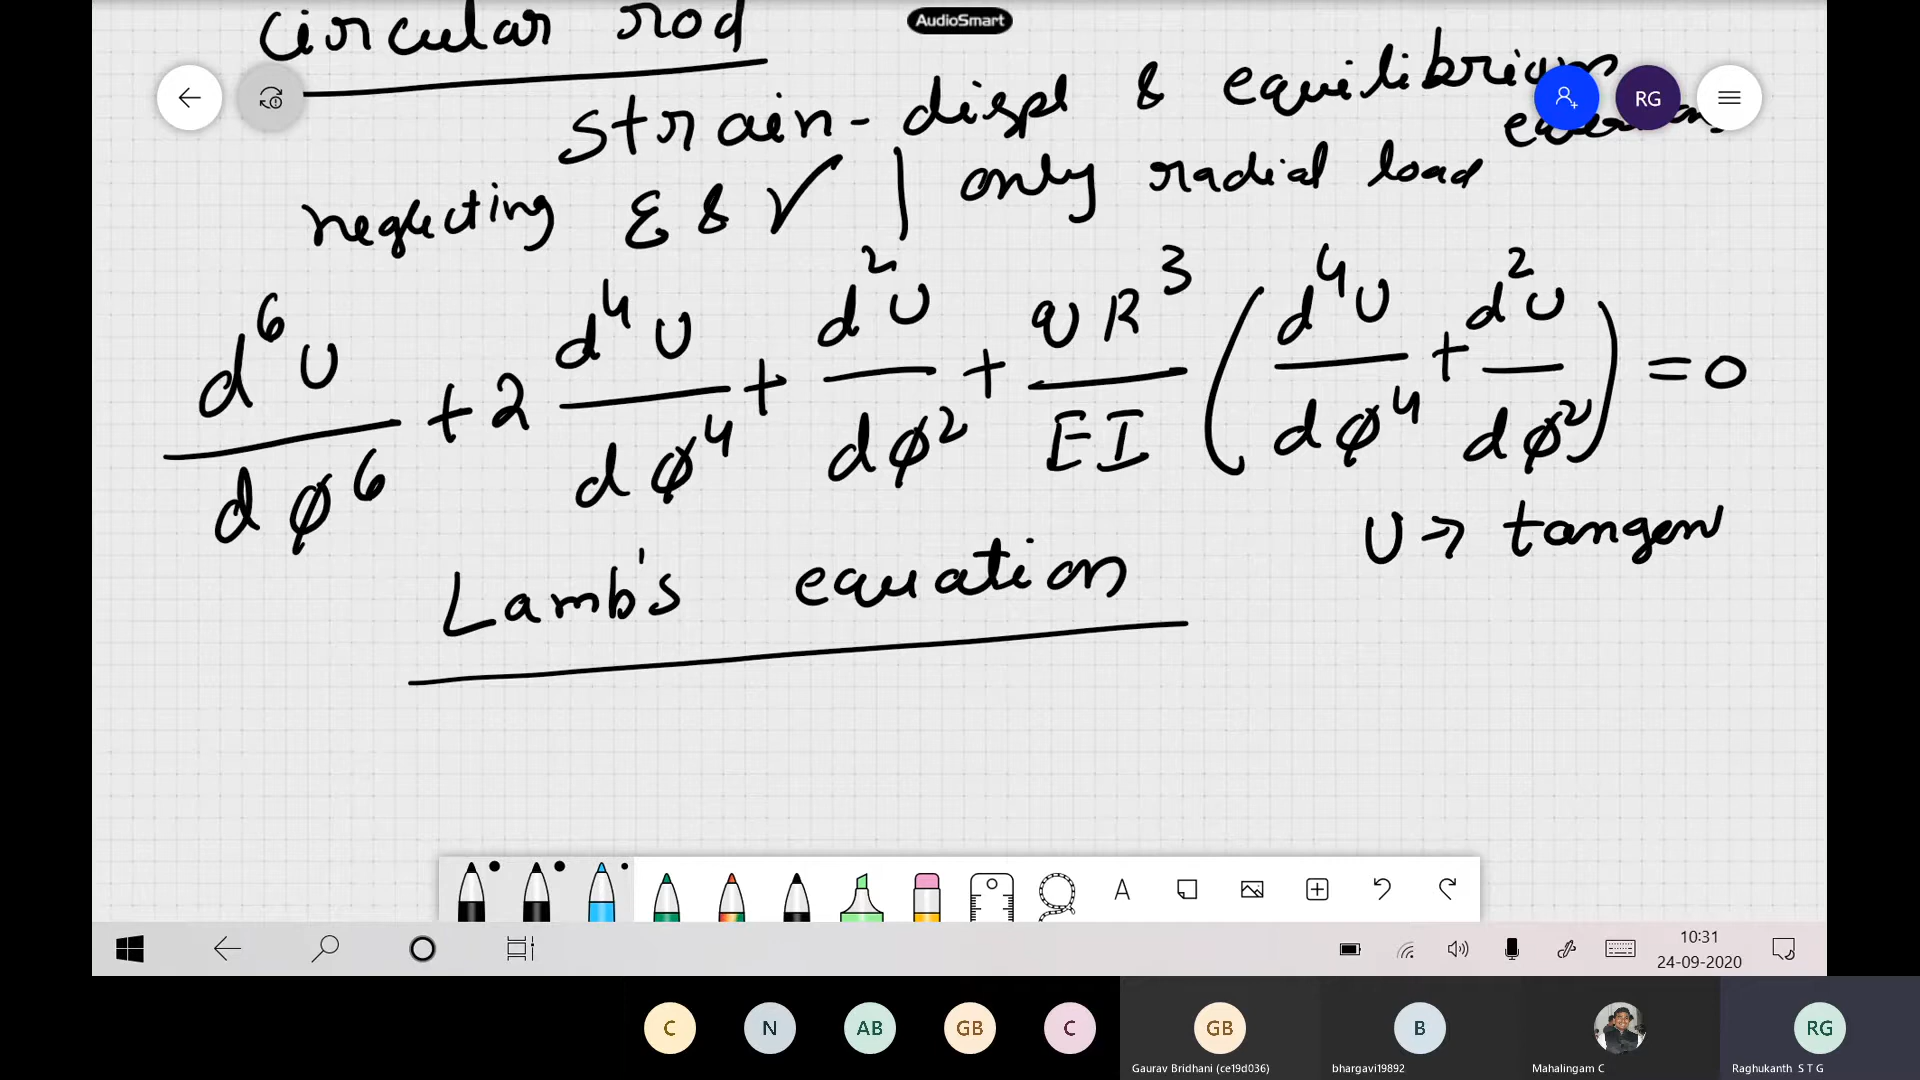 AudioSmart
circular rod
RG
strain-displ & equilibrium
neglecting ε & γ | only radial load
d⁶U/dφ⁶ + 2 d⁴U/dφ⁴ + d²U/dφ² + qR³/EI (d⁴U/dφ⁴ + d²U/dφ²) = 0
U → tangen
Lamb's equation
A
10:31
24-09-2020
C N AB GB C GB B RG
Gaurav Bridhani (ce19d036) bhargavi19892 Mahalingam C Raghukanth S T G